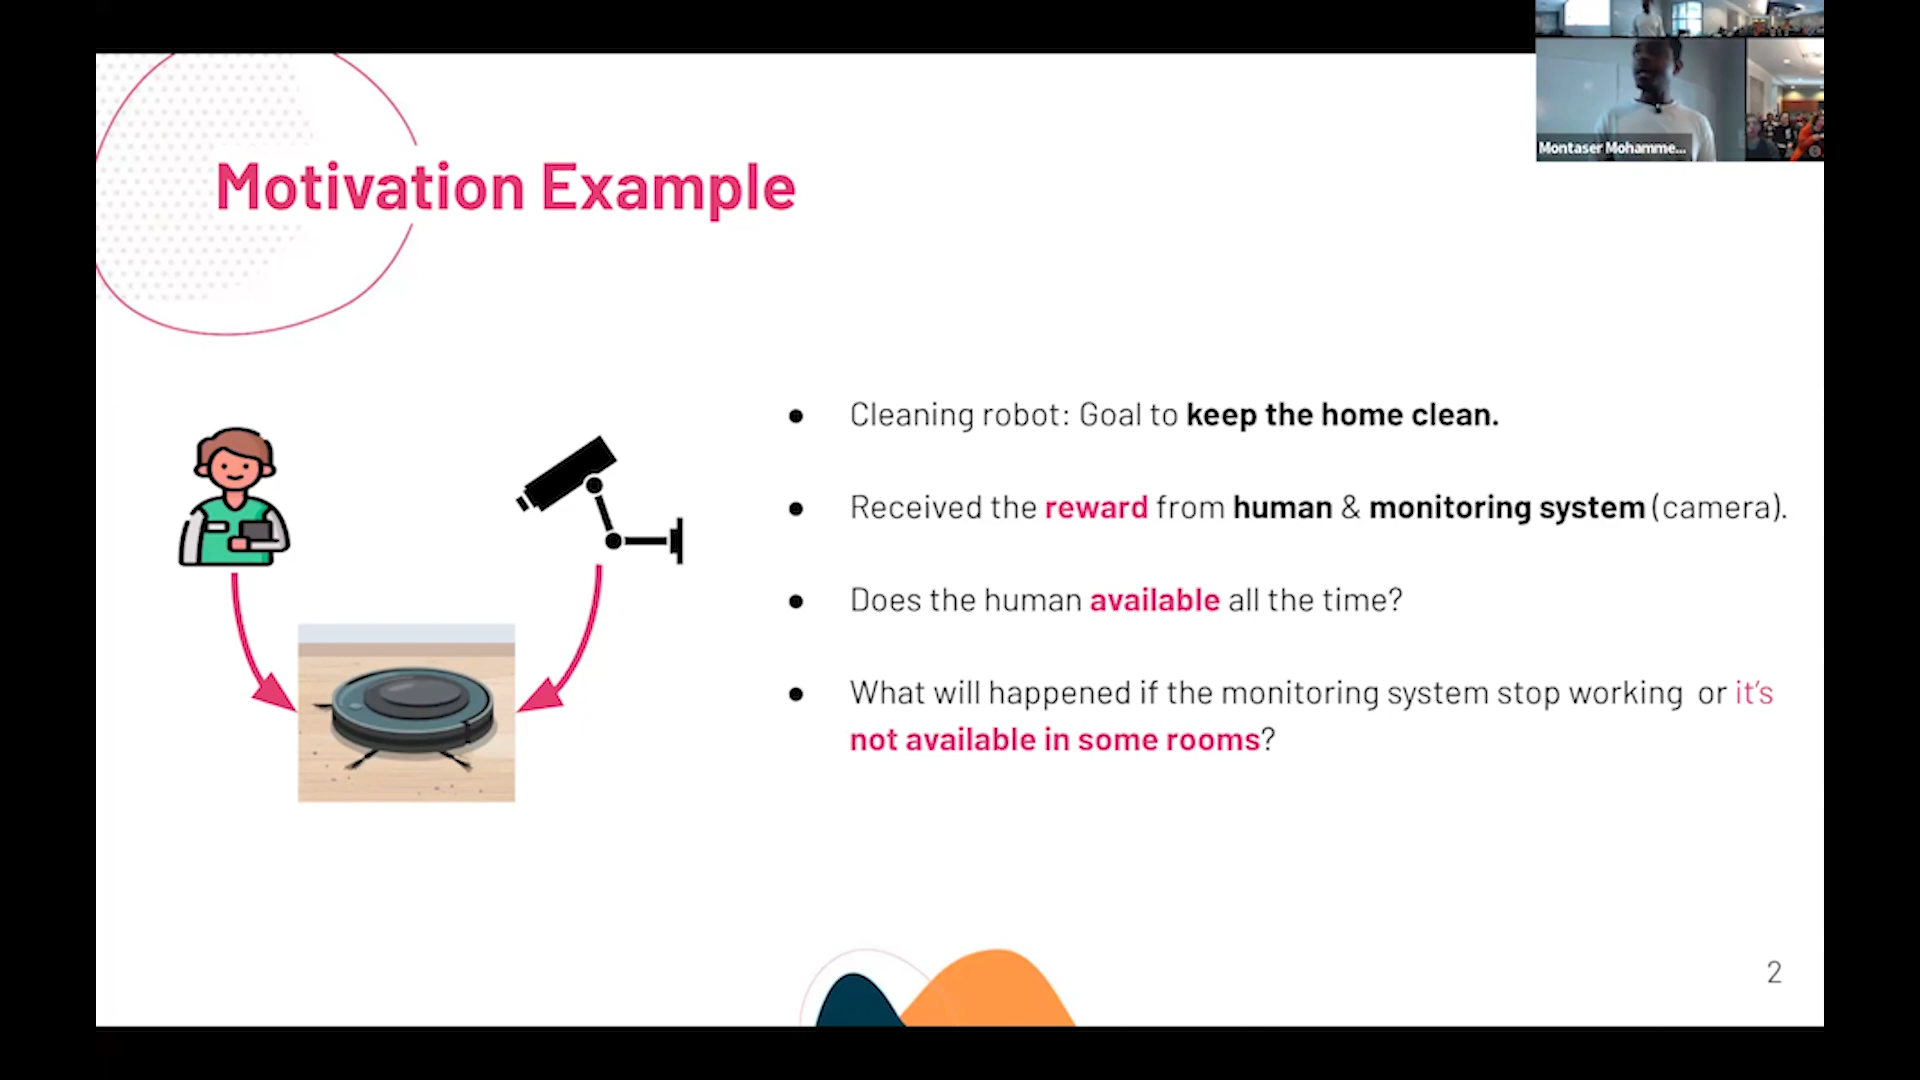 Montaser Mohamme...
Motivation Example
● Cleaning robot: Goal to keep the home clean.
● Received the reward from human & monitoring system (camera).
● Does the human available all the time?
● What will happened if the monitoring system stop working or it's
not available in some rooms?
2